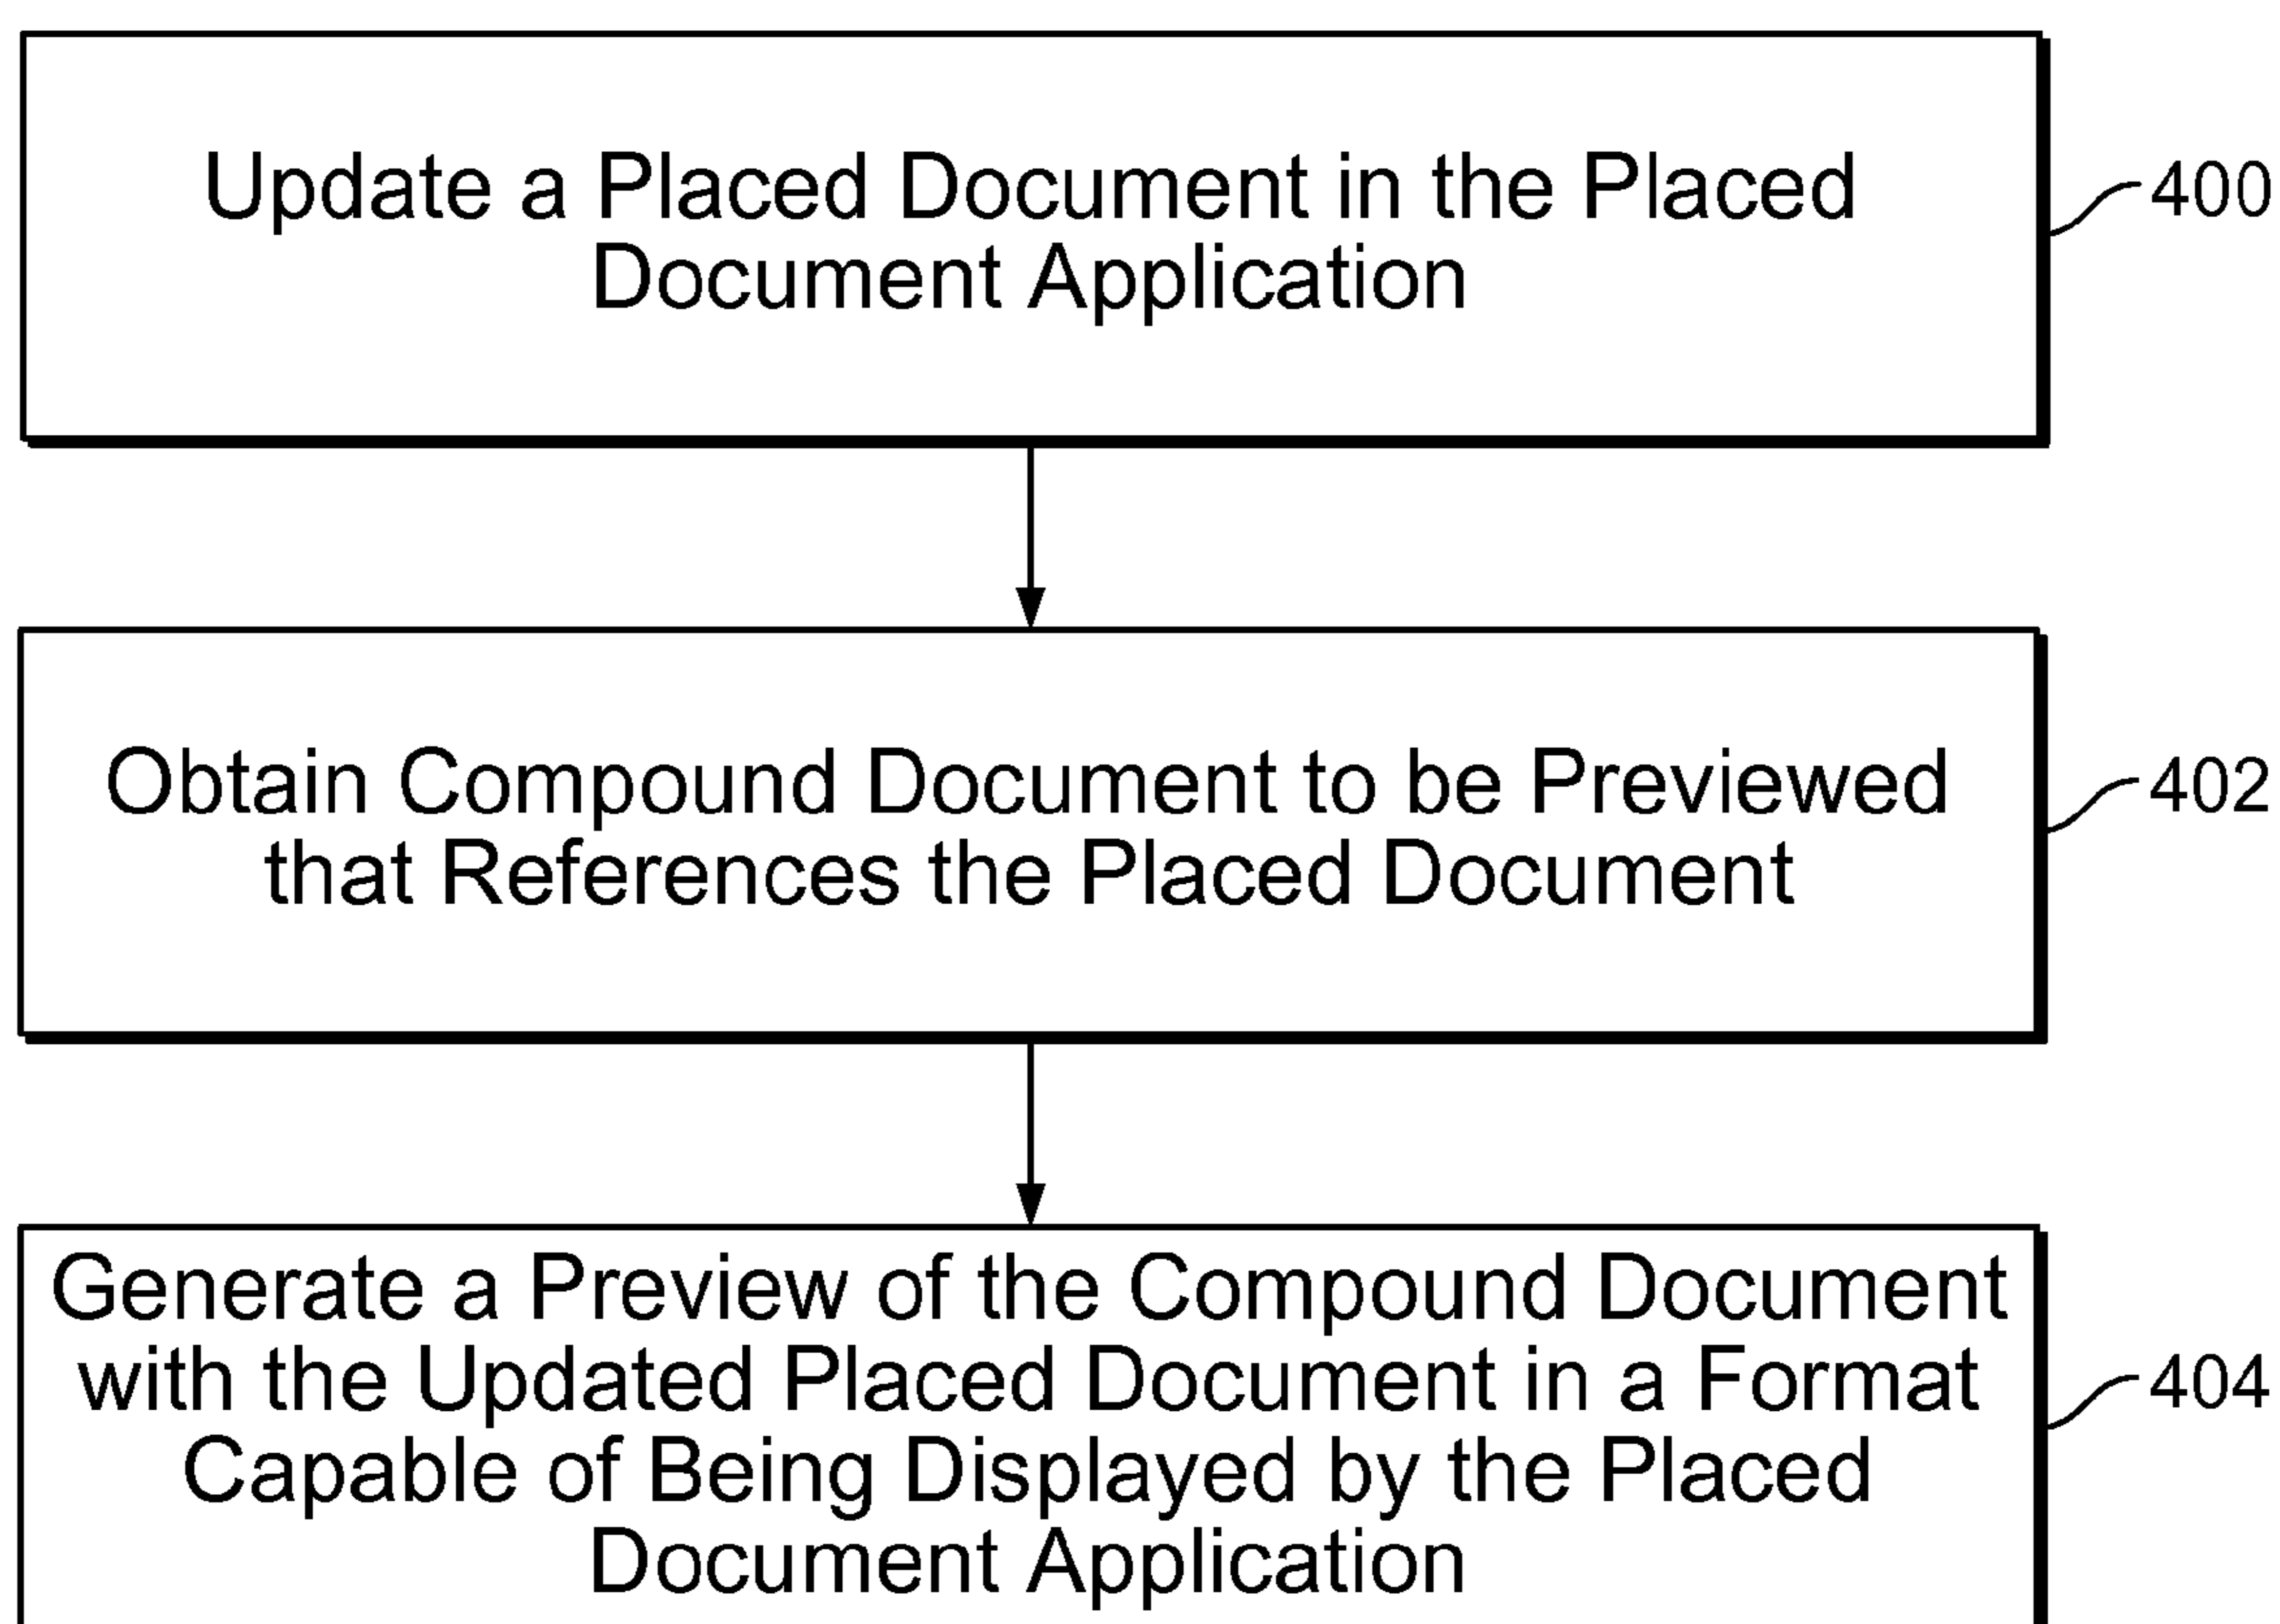 Update a Placed Document in the Placed
Document Application
400
Obtain Compound Document to be Previewed
that References the Placed Document
402
Generate a Preview of the Compound Document
with the Updated Placed Document in a Format
Capable of Being Displayed by the Placed
Document Application
404